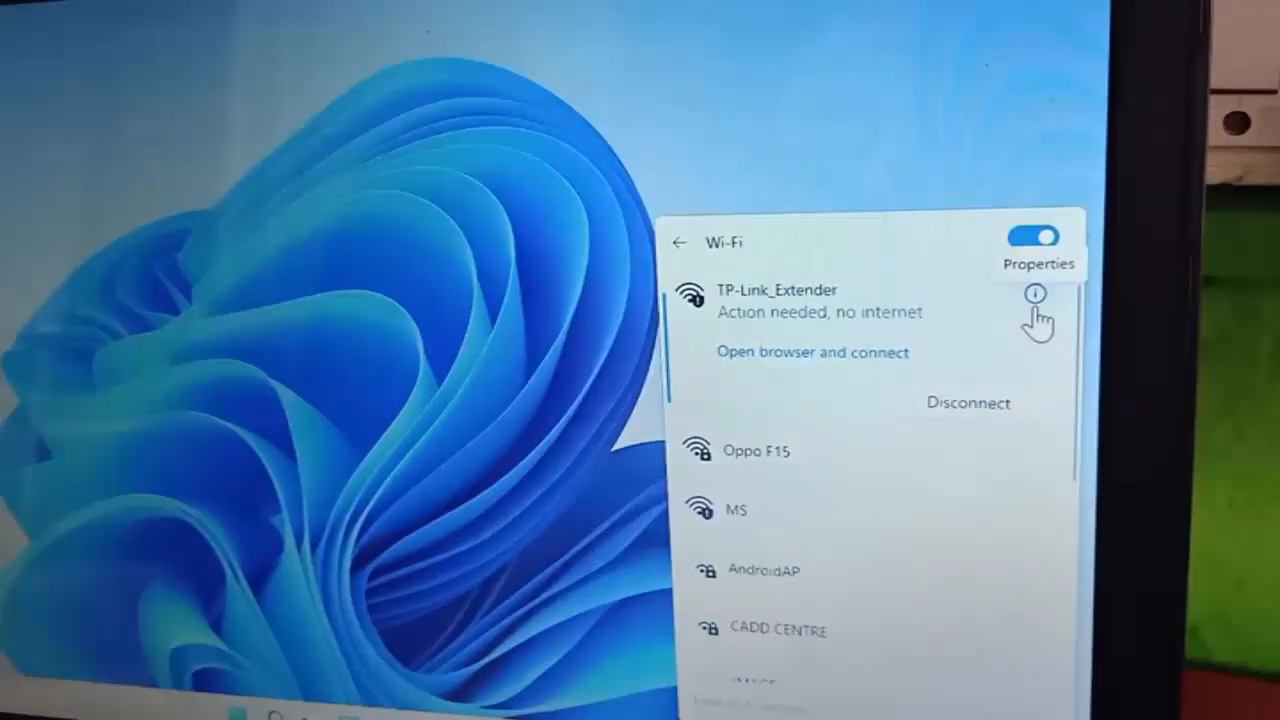 Wi-Fi
Properties
TP-Link_Extender
Action needed, no internet
Open browser and connect
Disconnect
Oppo F15
MS
AndroidAP
CADD CENTRE